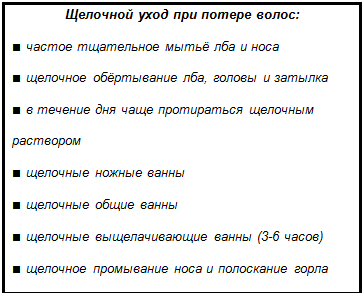 Щелочной уход при потере волос:
■ частое тщательное мытьё лба и носа
■ щелочное обёртывание лба, головы и затылка
■ в течение дня чаще протираться щелочным
раствором
■ щелочные ножные ванны
■ щелочные общие ванны
■ щелочные выщелачивающие ванны (3-6 часов)
■ щелочное промывание носа и полоскание горла